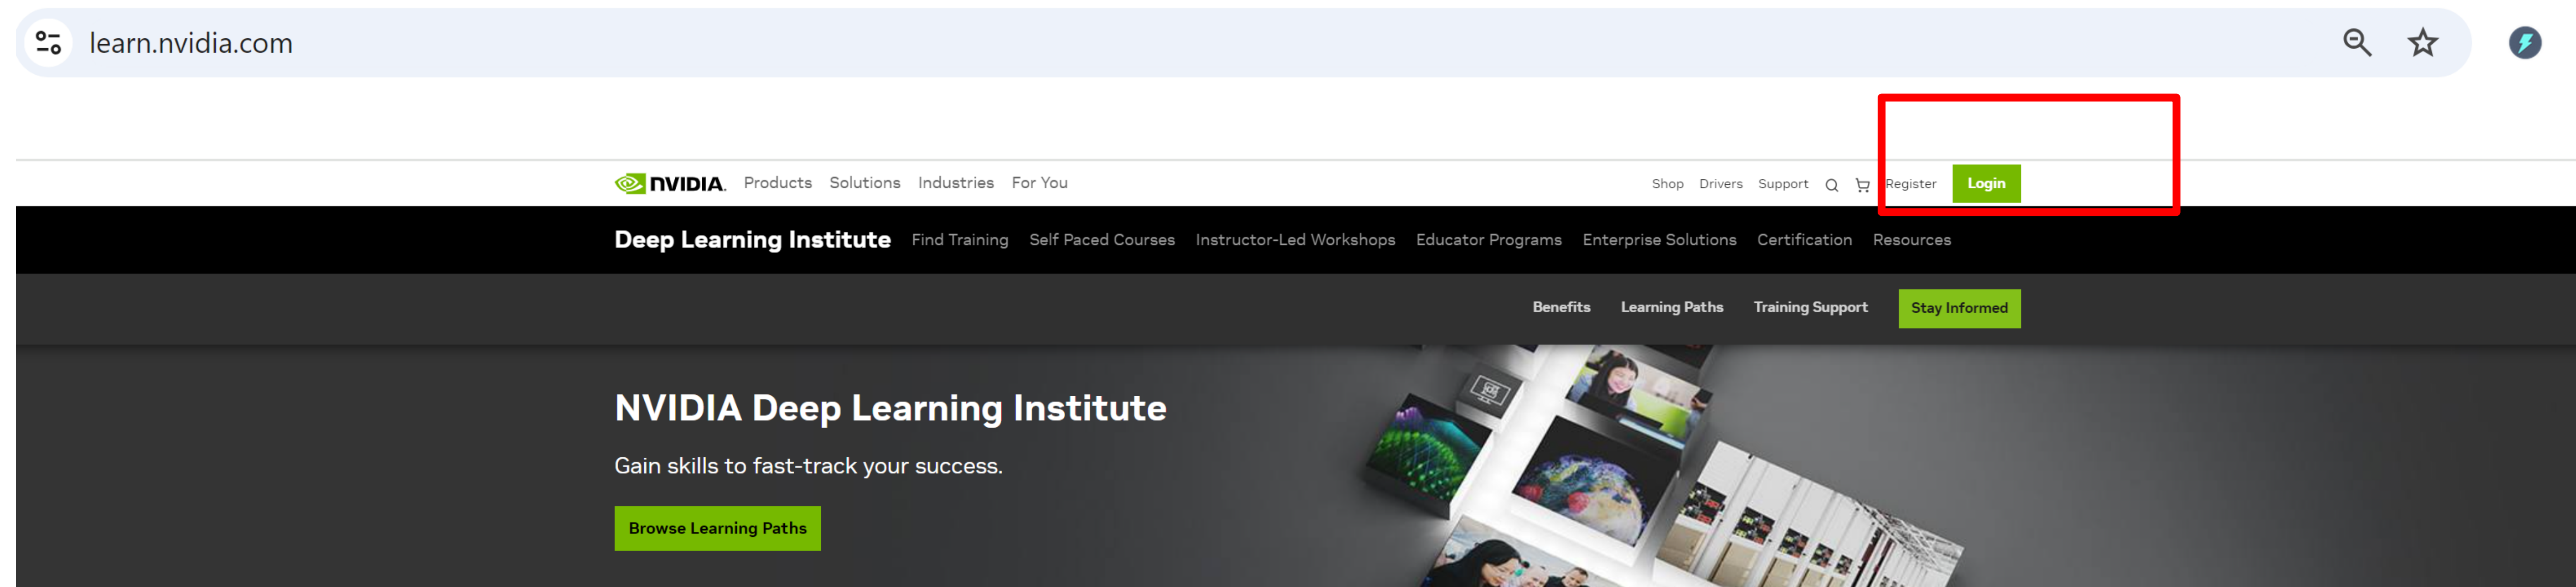 learn.nvidia.com
NVIDIA. Products Solutions Industries For You Shop Drivers Support Register Login
Deep Learning Institute Find Training Self Paced Courses Instructor-Led Workshops Educator Programs Enterprise Solutions Certification Resources
Benefits Learning Paths Training Support Stay Informed
NVIDIA Deep Learning Institute
Gain skills to fast-track your success.
Browse Learning Paths